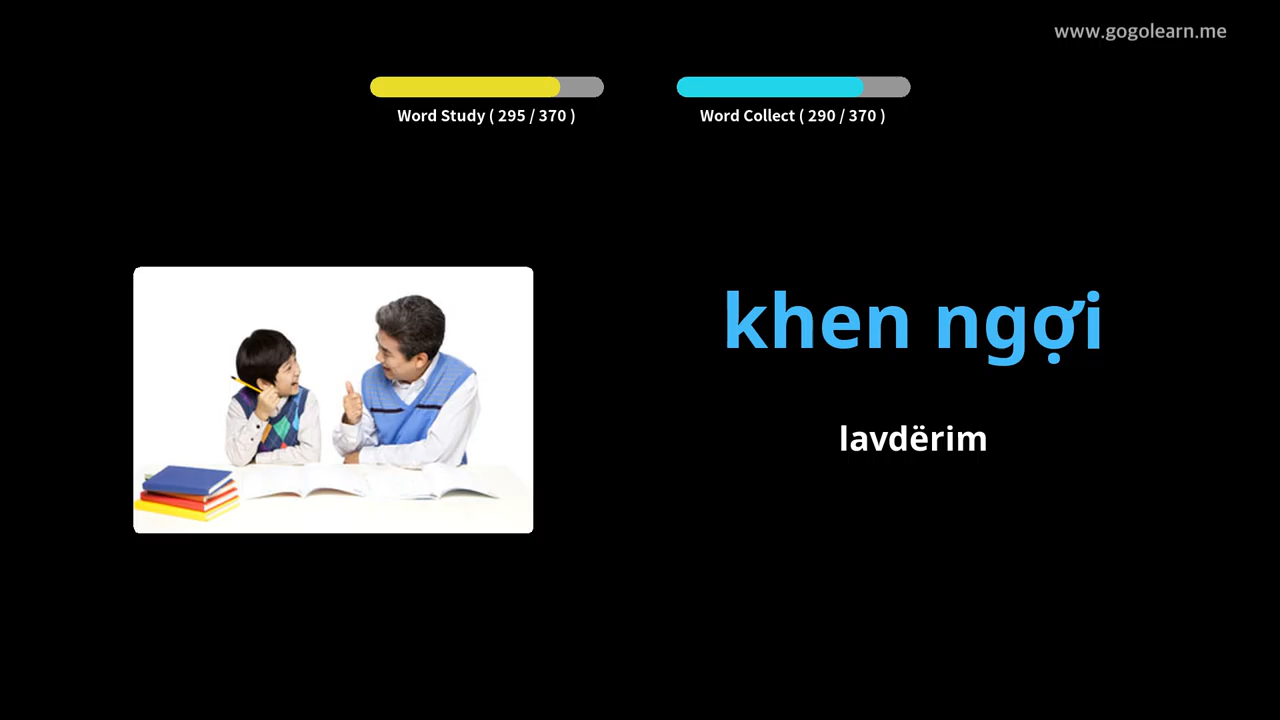 www.gogolearn.me
Word Study ( 295 / 370 )
Word Collect ( 290 / 370 )
khen ngợi
lavdërim